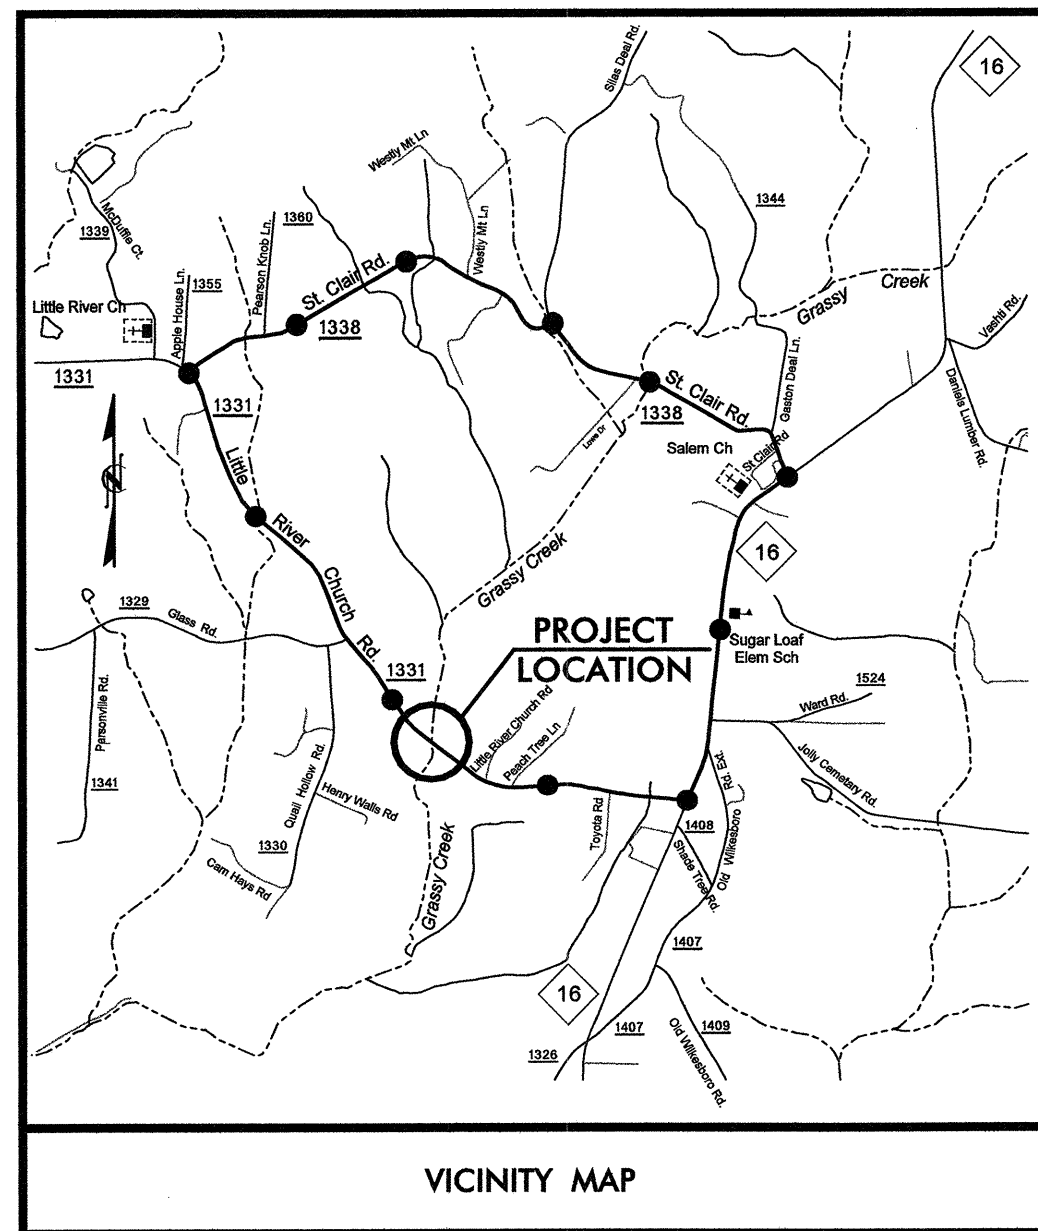 Silas Deal Rd.
16
Westly Mt Ln
1344
McDuffie Ct.
1339
1360
Pearson Knob Ln.
Westly Mt Ln
St. Clair Rd.
1355
Apple House Ln.
Little River Ch
Grassy
Creek
Vashti Rd.
1338
1331
1331
St. Clair Rd.
1338
Gaston Deal Ln.
Daniels Lumber Rd.
Lowe Dr
Salem Ch
St Clair Rd
Little
N
River
Church
Rd.
1331
16
Grassy Creek
1329
Glass Rd.
PROJECT
LOCATION
Sugar Loaf
Elem Sch
1524
Ward Rd.
Parsonville Rd.
1341
Little River Church Rd
Peach Tree Ln
Jolly Cemetary Rd.
Quail Hollow Rd.
Henry Walls Rd
1330
Cam Hays Rd
Toyota Rd
1408
Shade Tree Rd.
Old Wilkesboro Rd. Ext.
Grassy Creek
1407
16
1407
1409
1326
Old Wilkesboro Rd.
VICINITY MAP